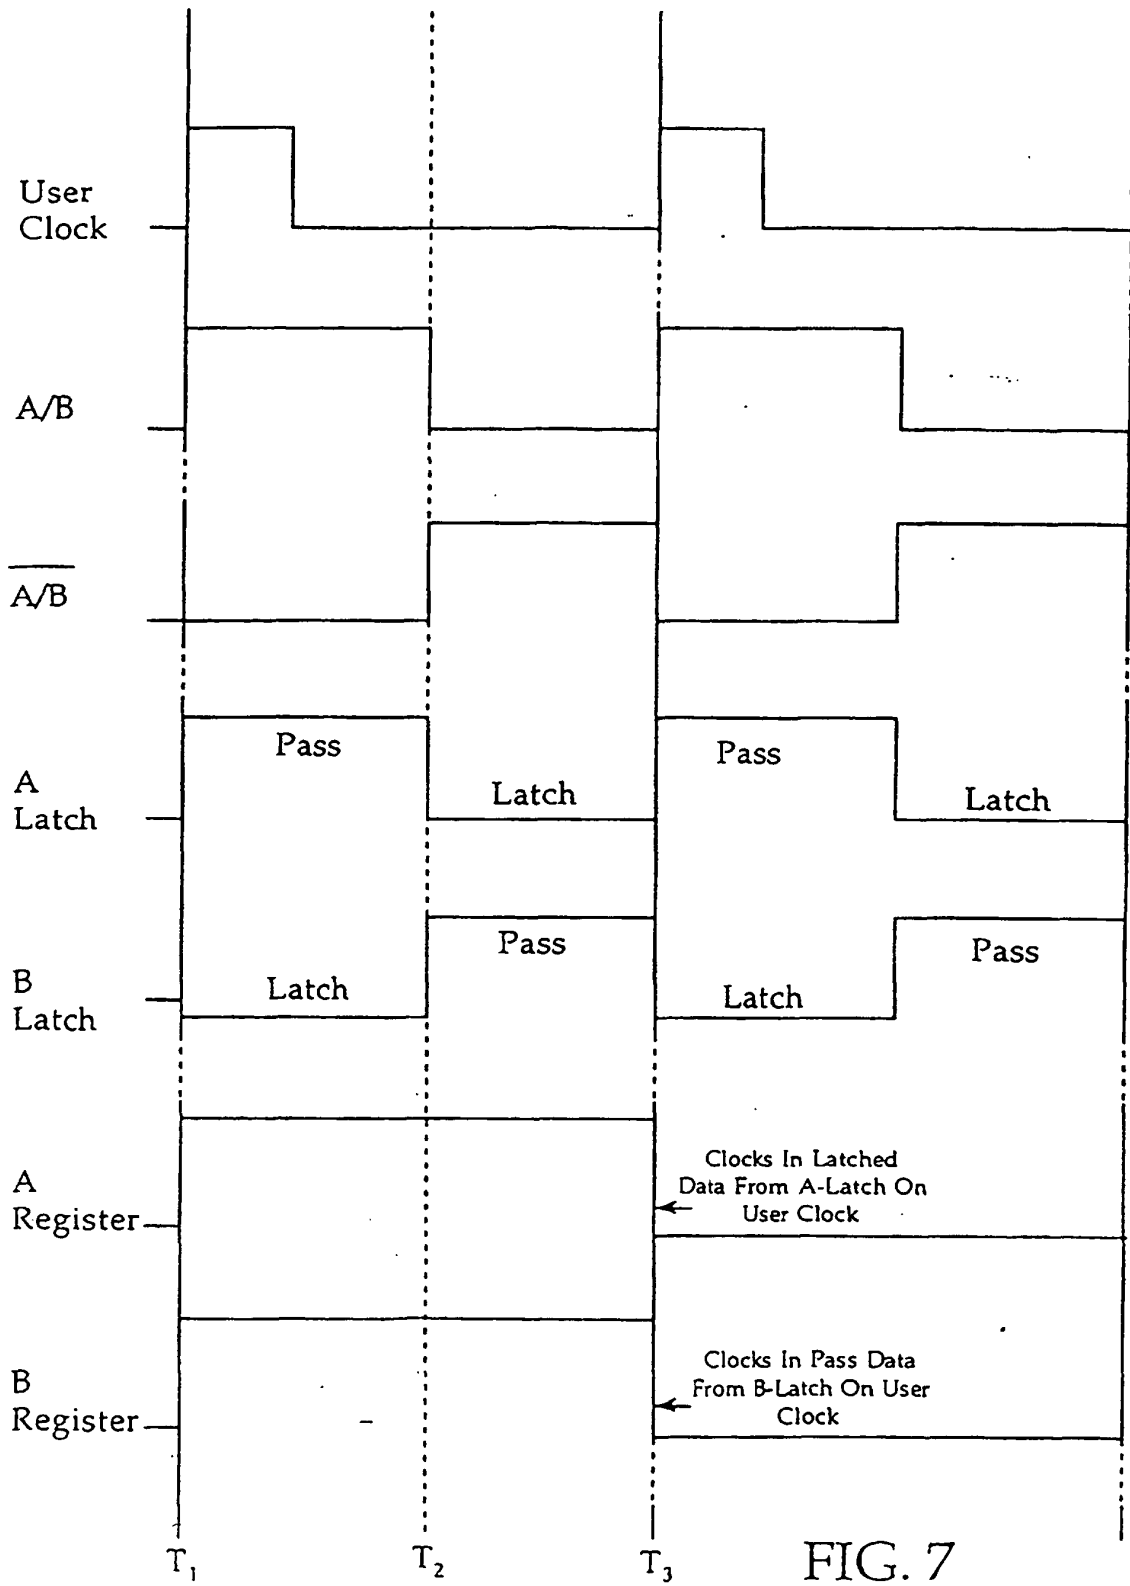 User
Clock
A/B
A/B
Pass
Pass
A
Latch
Latch
Latch
Pass
Pass
B
Latch
Latch
Latch
Clocks In Latched
Data From A-Latch On
User Clock
A
Register
Clocks In Pass Data
From B-Latch On User
Clock
B
Register
T1
T2
T3
FIG. 7